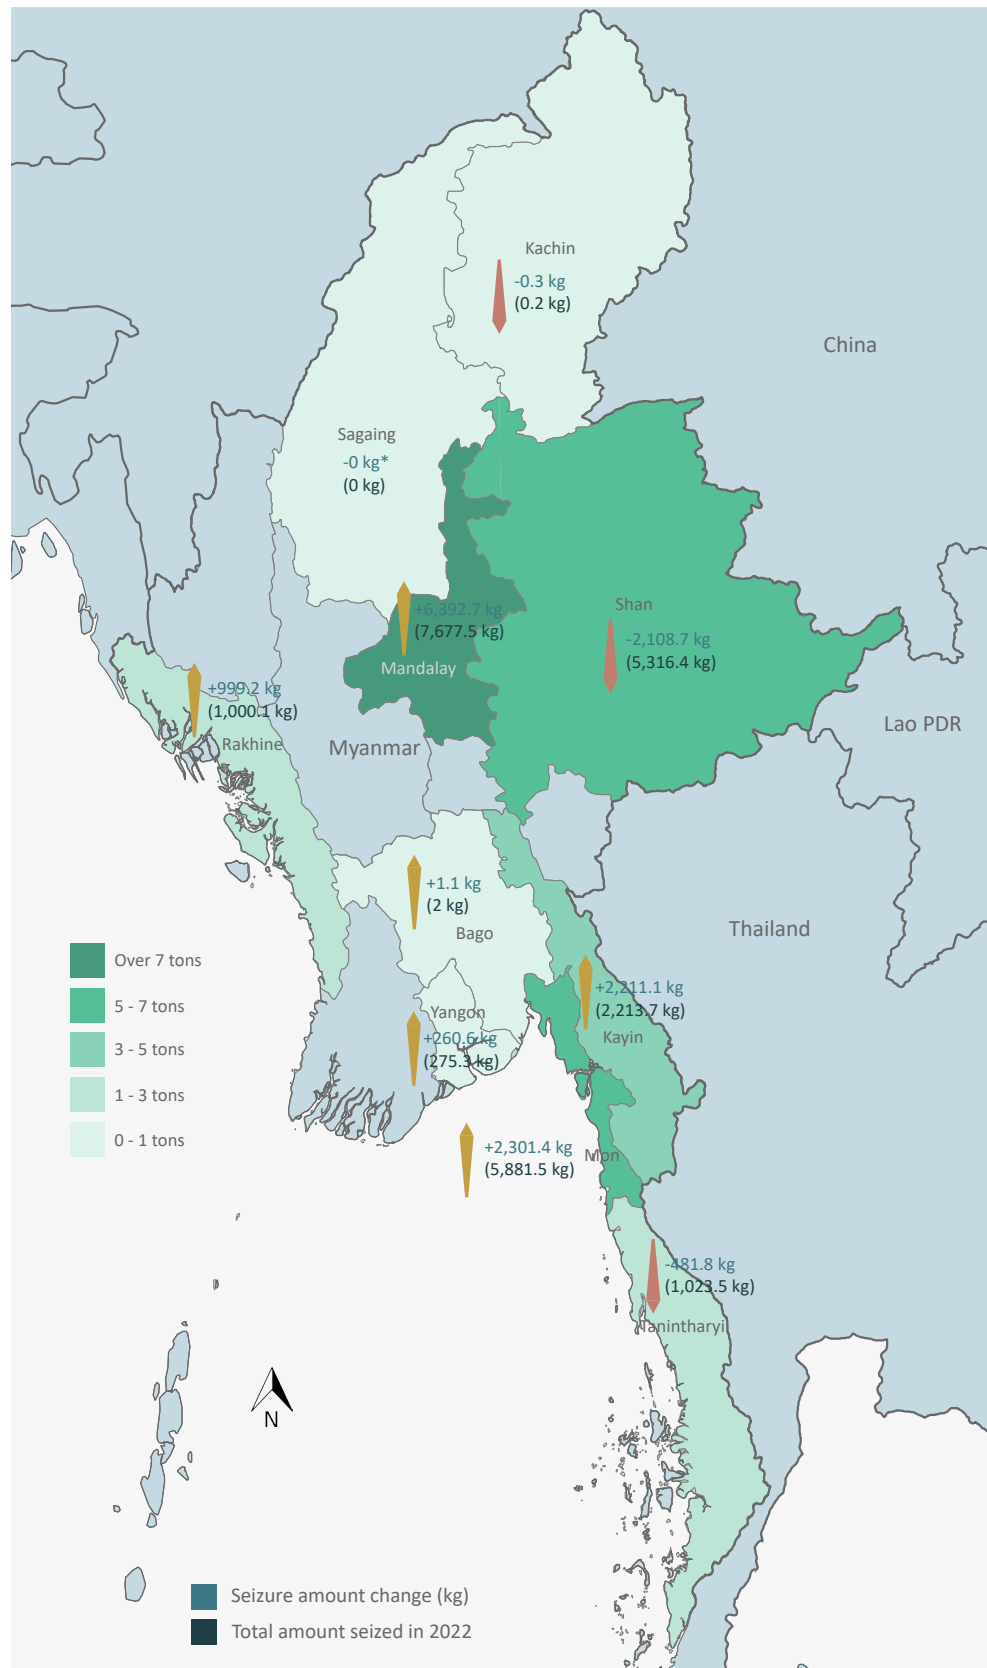 Kachin
-0.3 kg
(0.2 kg)
China
Sagaing
-0 kg*
(0 kg)
Shan
+6,392.7 kg
(7,677.5 kg)
-2,108.7 kg
(5,316.4 kg)
Mandalay
+999.2 kg
(1,000.1 kg)
Rakhine
Myanmar
Lao PDR
+1.1 kg
(2 kg)
Bago
Thailand
Over 7 tons
5 - 7 tons
3 - 5 tons
1 - 3 tons
0 - 1 tons
+2,211.1 kg
(2,213.7 kg)
Kayin
Yangon
+260.6 kg
(275.3 kg)
+2,301.4 kg
(5,881.5 kg)
Mon
-481.8 kg
(1,023.5 kg)
Tanintharyi
N
Seizure amount change (kg)
Total amount seized in 2022